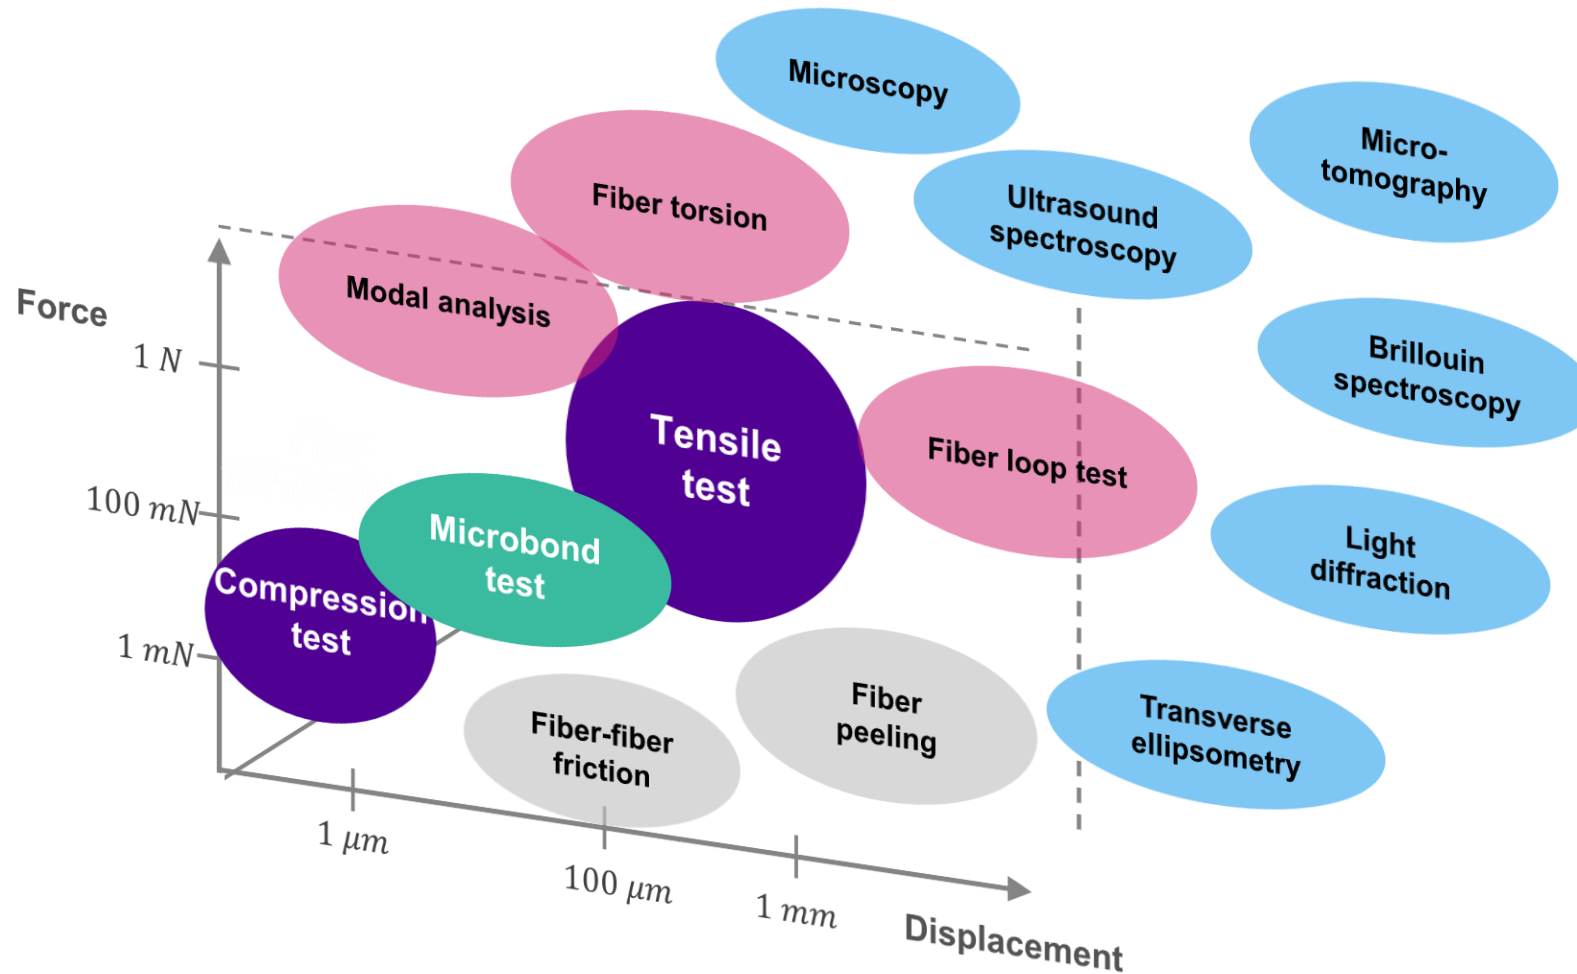 Microscopy
Micro-
tomography
Fiber torsion
Ultrasound
spectroscopy
Modal analysis
Force
1 N
Brillouin
spectroscopy
Tensile
test
Fiber loop test
100 mN
Microbond
test
Light
diffraction
Compression
test
1 mN
Fiber
peeling
Transverse
ellipsometry
Fiber-fiber
friction
1 μm
100 μm
1 mm
Displacement